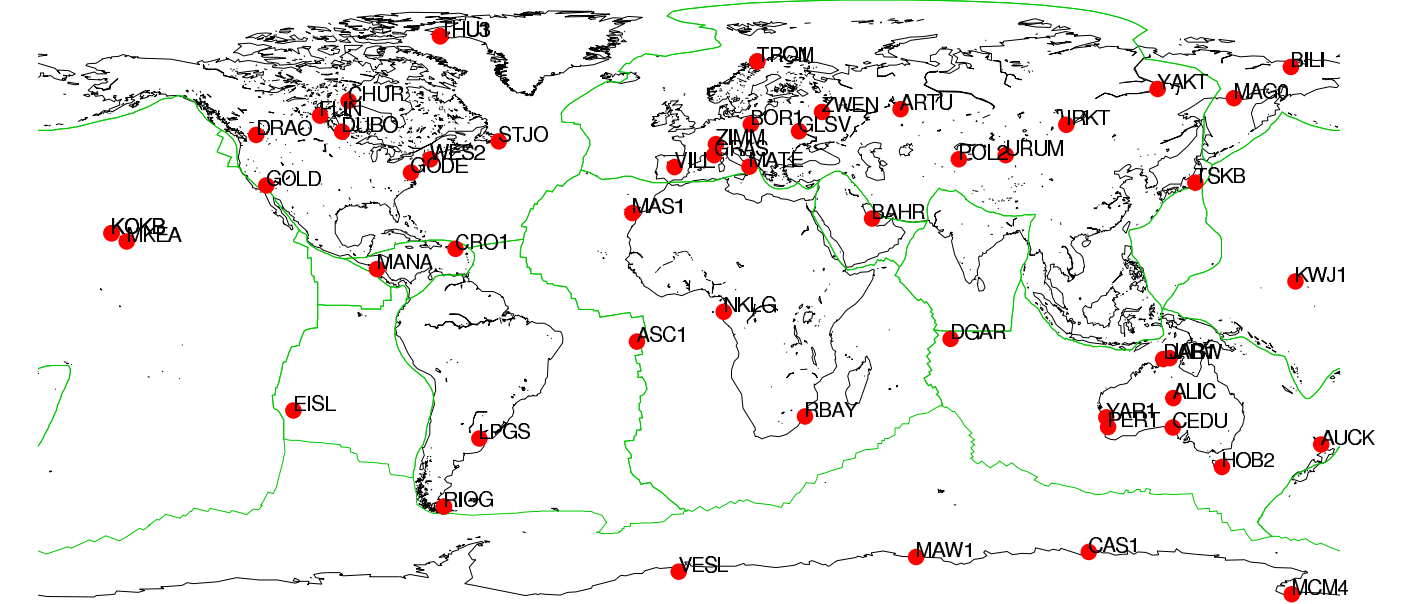 THU3
TROM
BILI
YAKT
MAG0
CHUR
FLIN
DUBO
DRAO
STJO
WES2
GODE
GOLD
ZWEN
ARTU
BOR1
GLSV
ZIMM
GRAS
VILL
MATE
IRKT
POL2
URUM
TSKB
MAS1
BAHR
KOKB
MKEA
CRO1
MANA
KWJ1
NKLG
ASC1
DGAR
JAB1
ALIC
EISL
RBAY
YAR1
PERT
CEDU
LPGS
AUCK
HOB2
RIOG
CAS1
MAW1
VESL
MCM4